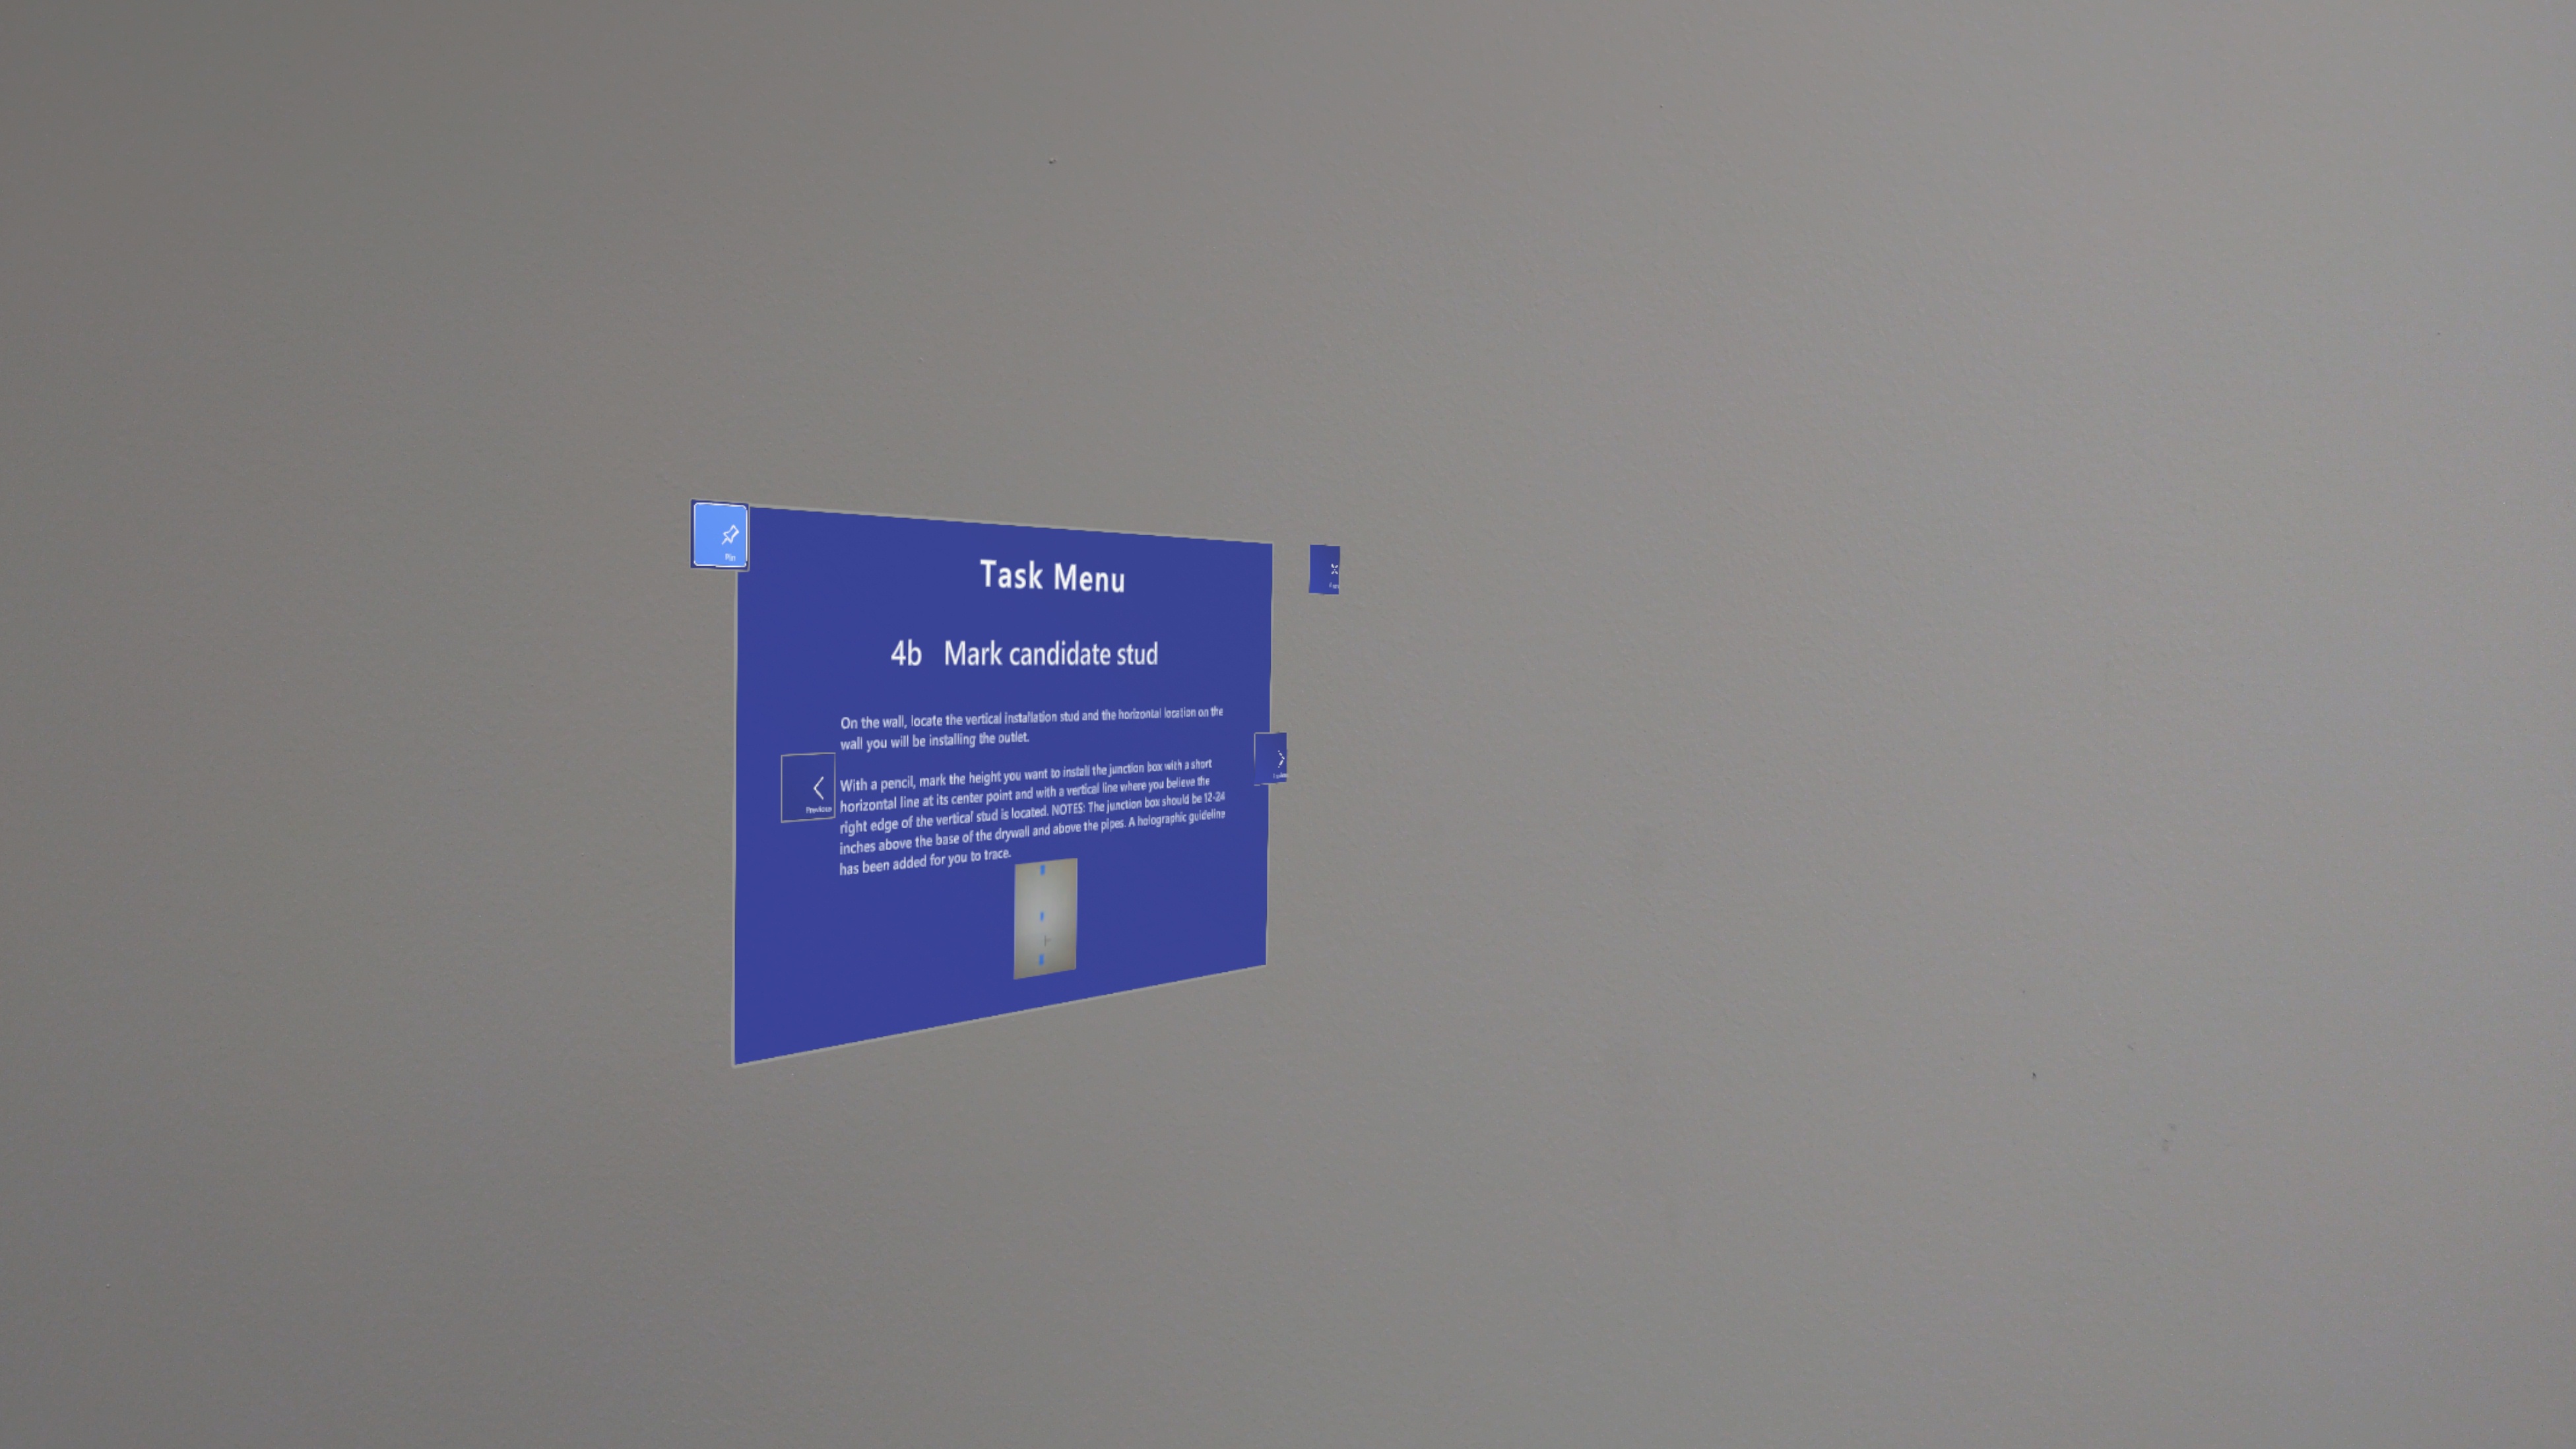 Pin
Task Menu
4b Mark candidate stud
On the wall, locate the vertical installation stud and the horizontal location on the
wall you will be installing the outlet.
With a pencil, mark the height you want to install the junction box with a short
horizontal line at its center point and with a vertical line where you believe the
right edge of the vertical stud is located. NOTES: The junction box should be 12-24
inches above the base of the drywall and above the pipes. A holographic guideline
has been added for you to trace.
Previous